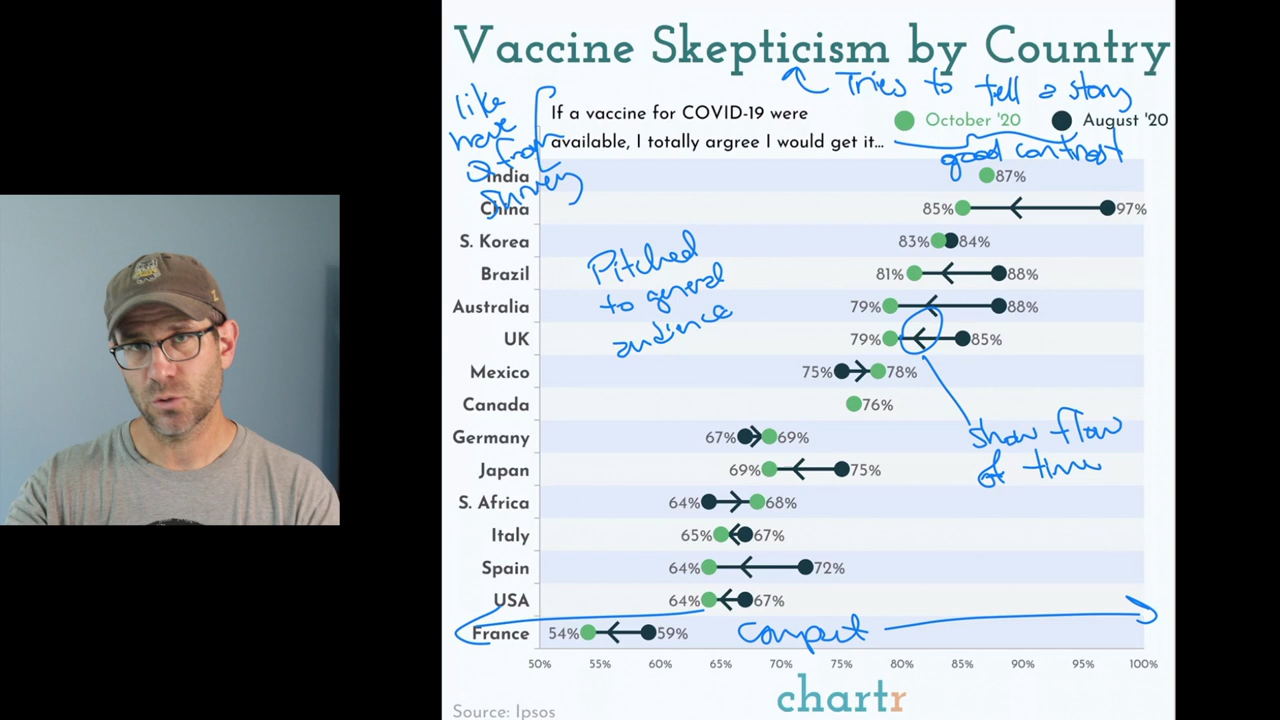 Vaccine Skepticism by Country
Tries to tell a story
like
have
Q from
survey
If a vaccine for COVID-19 were
available, I totally argree I would get it...
October '20 August '20
good contrast
India 87%
China 85% 97%
S. Korea 83% 84%
Pitched
to general
audience
Brazil 81% 88%
Australia 79% 88%
UK 79% 85%
Mexico 75% 78%
Canada 76%
show flow
of time
Germany 67% 69%
Japan 69% 75%
S. Africa 64% 68%
Italy 65% 67%
Spain 64% 72%
USA 64% 67%
France 54% 59%
50% 55% 60% 65% 70% 75% 80% 85% 90% 95% 100%
chartr
Source: Ipsos